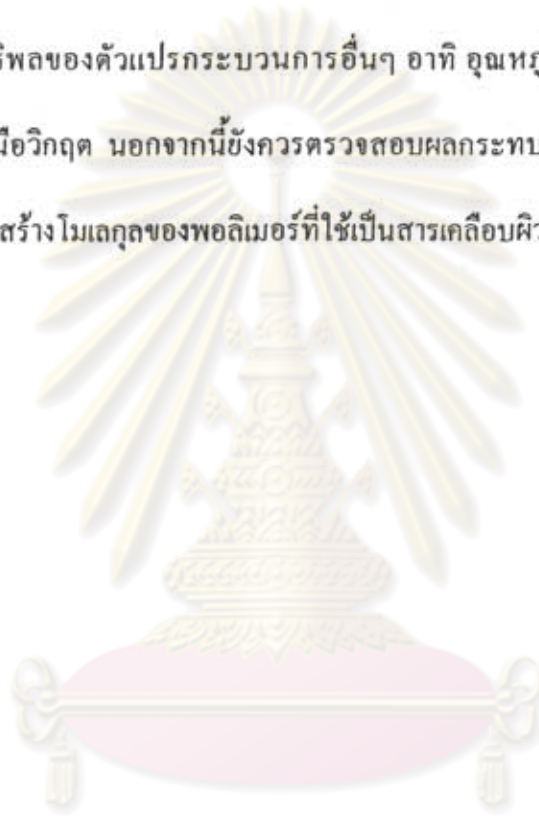 ธิพลของตัวแปรกระบวนการอื่นๆ อาทิ อุณหภู
นือวิกฤต นอกจากนี้ยังควรตรวจสอบผลกระทบ
สร้างโมเลกุลของพอลิเมอร์ที่ใช้เป็นสารเคลือบผิว